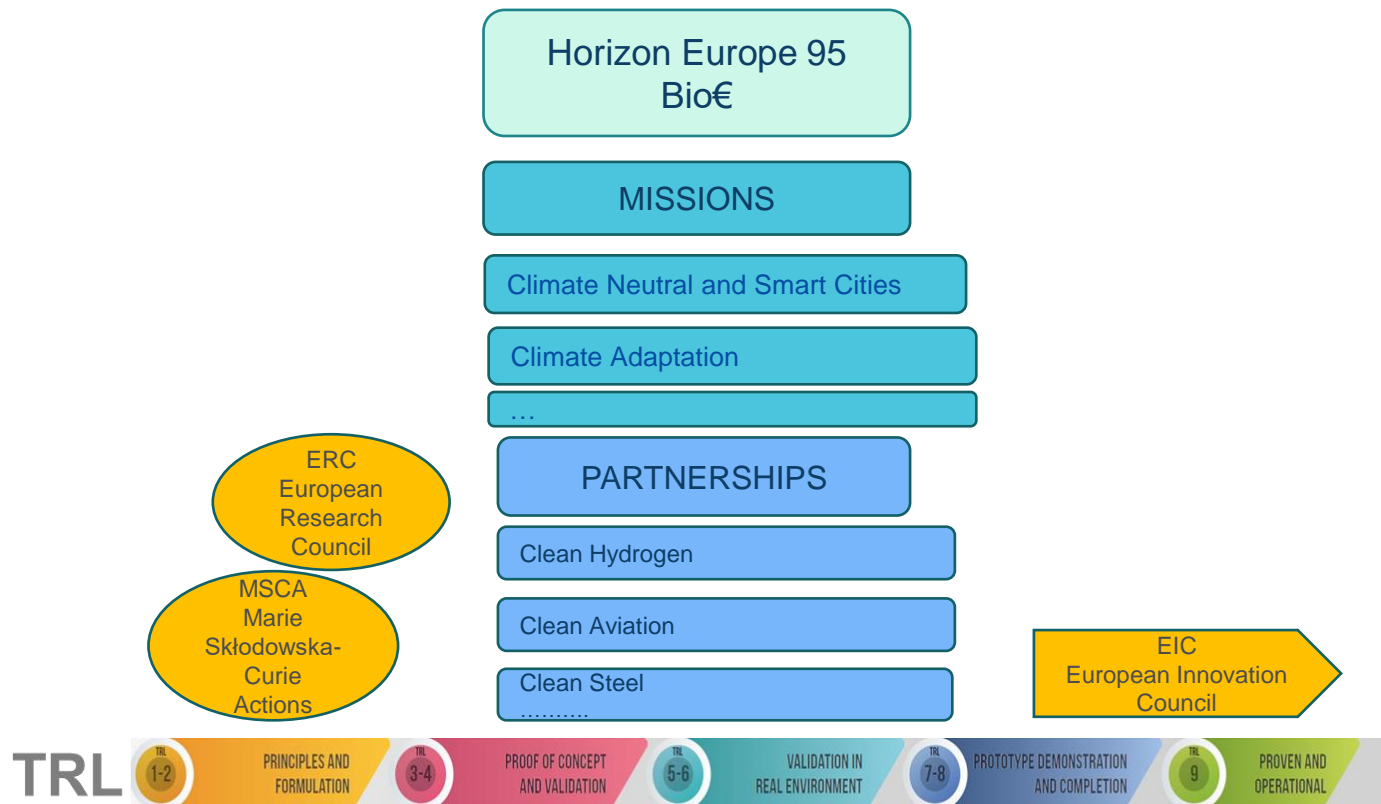 Horizon Europe 95
Bio€
MISSIONS
Climate Neutral and Smart Cities
Climate Adaptation
…
ERC
European
Research
Council
MSCA
Marie
Skłodowska-
Curie
Actions
PARTNERSHIPS
Clean Hydrogen
Clean Aviation
Clean Steel
..........
EIC
European Innovation
Council
TRL
TRL
1-2
PRINCIPLES AND
FORMULATION
TRL
3-4
PROOF OF CONCEPT
AND VALIDATION
TRL
5-6
VALIDATION IN
REAL ENVIRONMENT
TRL
7-8
PROTOTYPE DEMONSTRATION
AND COMPLETION
TRL
9
PROVEN AND
OPERATIONAL